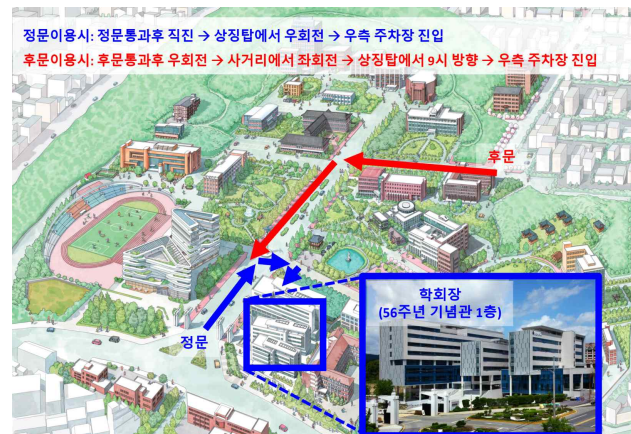 정문이용시: 정문통과후 직진 → 상징탑에서 우회전 → 우측 주차장 진입
후문이용시: 후문통과후 우회전 → 사거리에서 좌회전 → 상징탑에서 9시 방향 → 우측 주차장 진입
후문
정문
학회장
(56주년 기념관 1층)